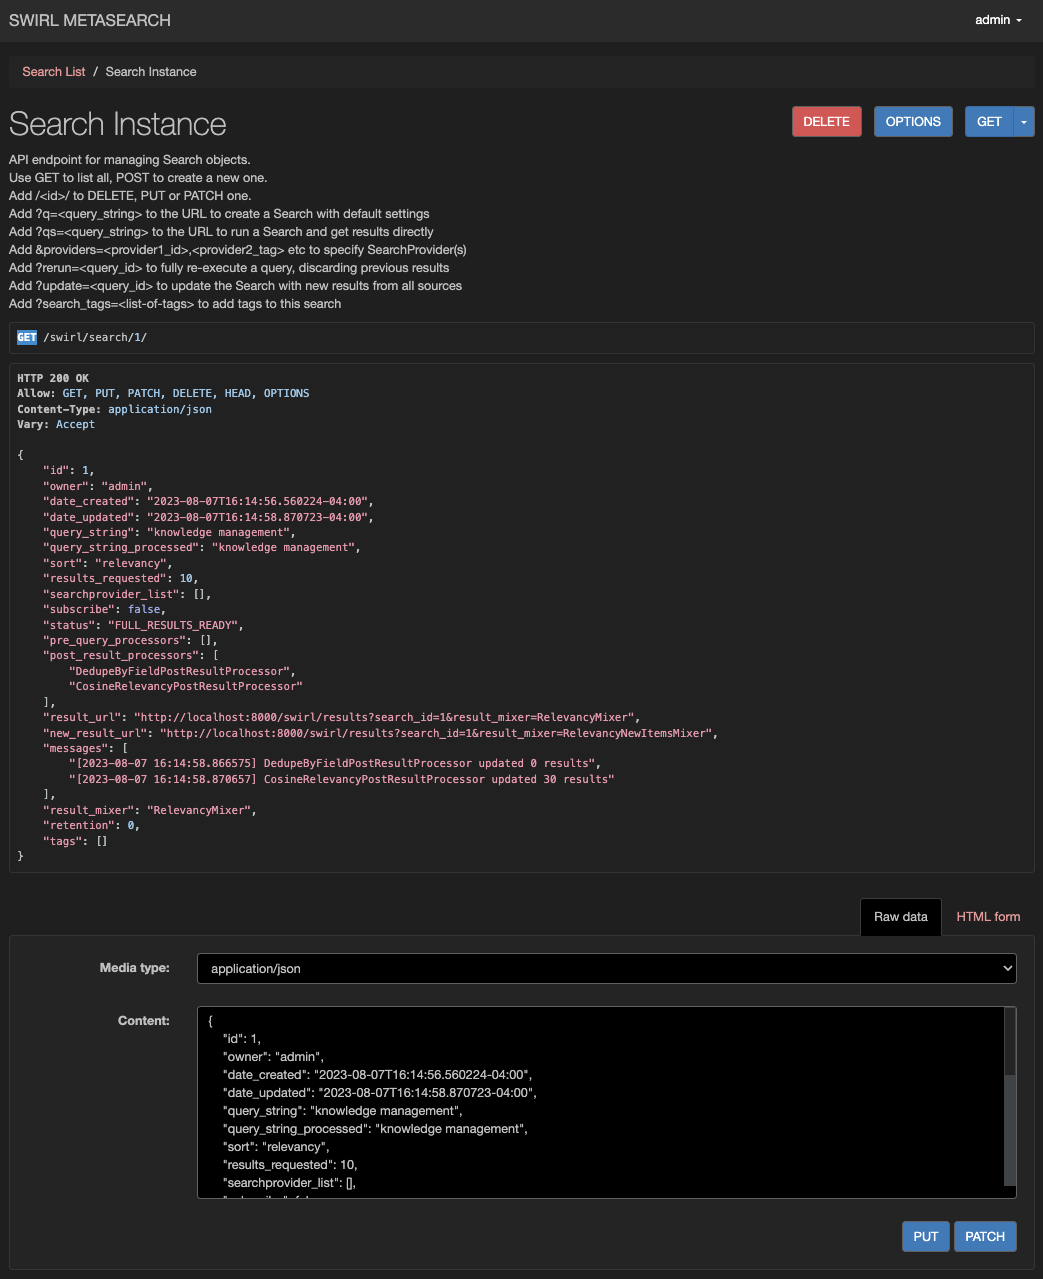 SWIRL METASEARCH
admin
Search List / Search Instance
Search Instance
DELETE
OPTIONS
GET
API endpoint for managing Search objects.
Use GET to list all, POST to create a new one.
Add /<id>/ to DELETE, PUT or PATCH one.
Add ?q=<query_string> to the URL to create a Search with default settings
Add ?qs=<query_string> to the URL to run a Search and get results directly
Add &providers=<provider1_id>,<provider2_tag> etc to specify SearchProvider(s)
Add ?rerun=<query_id> to fully re-execute a query, discarding previous results
Add ?update=<query_id> to update the Search with new results from all sources
Add ?search_tags=<list-of-tags> to add tags to this search
GET /swirl/search/1/
HTTP 200 OK
Allow: GET, PUT, PATCH, DELETE, HEAD, OPTIONS
Content-Type: application/json
Vary: Accept
{
"id": 1,
"owner": "admin",
"date_created": "2023-08-07T16:14:56.560224-04:00",
"date_updated": "2023-08-07T16:14:58.870723-04:00",
"query_string": "knowledge management",
"query_string_processed": "knowledge management",
"sort": "relevancy",
"results_requested": 10,
"searchprovider_list": [],
"subscribe": false,
"status": "FULL_RESULTS_READY",
"pre_query_processors": [],
"post_result_processors": [
"DedupeByFieldPostResultProcessor",
"CosineRelevancyPostResultProcessor"
],
"result_url": "http://localhost:8000/swirl/results?search_id=1&result_mixer=RelevancyMixer",
"new_result_url": "http://localhost:8000/swirl/results?search_id=1&result_mixer=RelevancyNewItemsMixer",
"messages": [
"[2023-08-07 16:14:58.866575] DedupeByFieldPostResultProcessor updated 0 results",
"[2023-08-07 16:14:58.870657] CosineRelevancyPostResultProcessor updated 30 results"
],
"result_mixer": "RelevancyMixer",
"retention": 0,
"tags": []
}
Raw data
HTML form
Media type:
application/json
Content:
{
"id": 1,
"owner": "admin",
"date_created": "2023-08-07T16:14:56.560224-04:00",
"date_updated": "2023-08-07T16:14:58.870723-04:00",
"query_string": "knowledge management",
"query_string_processed": "knowledge management",
"sort": "relevancy",
"results_requested": 10,
"searchprovider_list": [],
PUT
PATCH